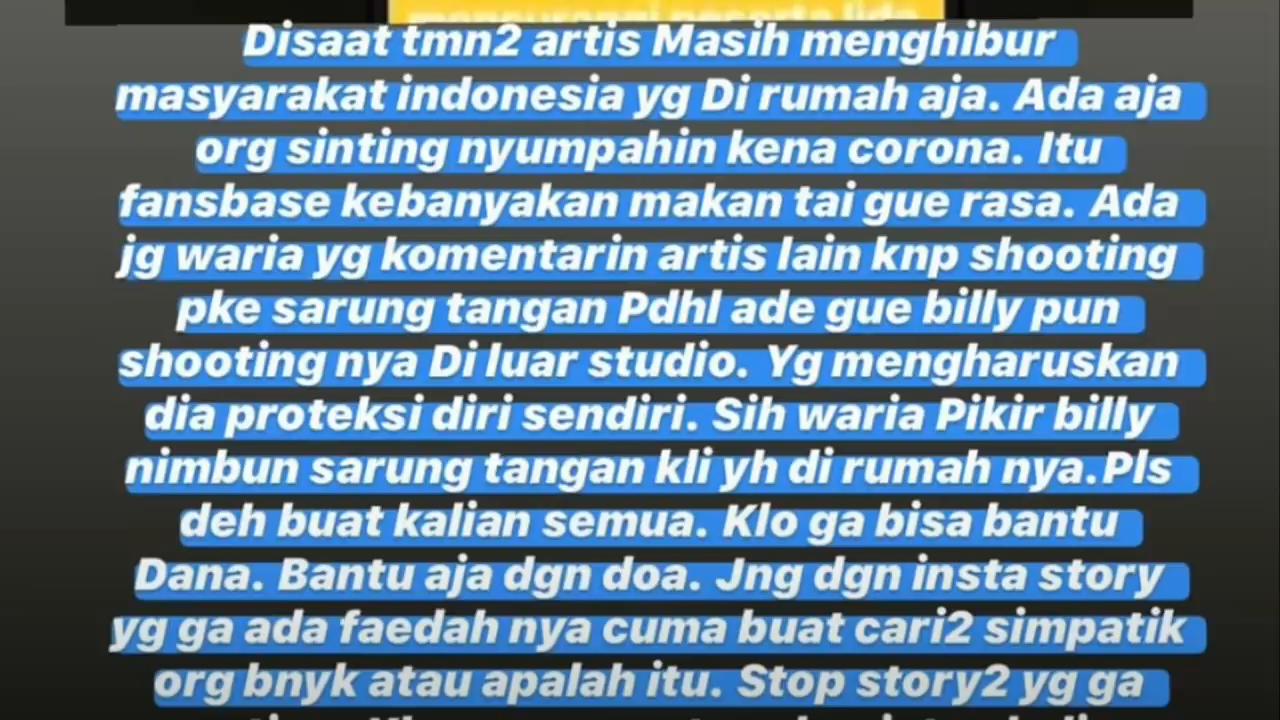 Disaat tmn2 artis Masih menghibur
masyarakat indonesia yg Di rumah aja. Ada aja
org sinting nyumpahin kena corona. Itu
fansbase kebanyakan makan tai gue rasa. Ada
jg waria yg komentarin artis lain knp shooting
pke sarung tangan Pdhl ade gue billy pun
shooting nya Di luar studio. Yg mengharuskan
dia proteksi diri sendiri. Sih waria Pikir billy
nimbun sarung tangan kli yh di rumah nya.Pls
deh buat kalian semua. Klo ga bisa bantu
Dana. Bantu aja dgn doa. Jng dgn insta story
yg ga ada faedah nya cuma buat cari2 simpatik
org bnyk atau apalah itu. Stop story2 yg ga